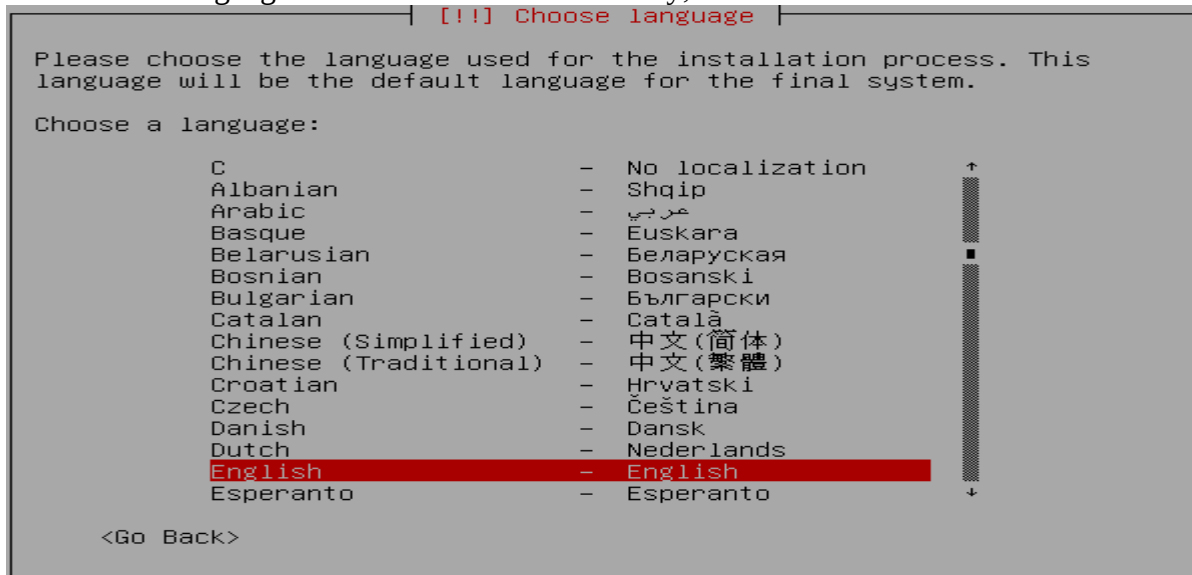 [!!] Choose language
Please choose the language used for the installation process. This
language will be the default language for the final system.
Choose a language:
C - No localization ↑
Albanian - Shqip
Arabic - عربي
Basque - Euskara
Belarusian - Беларуская
Bosnian - Bosanski
Bulgarian - Български
Catalan - Català
Chinese (Simplified) - 中文(简体)
Chinese (Traditional) - 中文(繁體)
Croatian - Hrvatski
Czech - Čeština
Danish - Dansk
Dutch - Nederlands
English - English
Esperanto - Esperanto ↓
<Go Back>